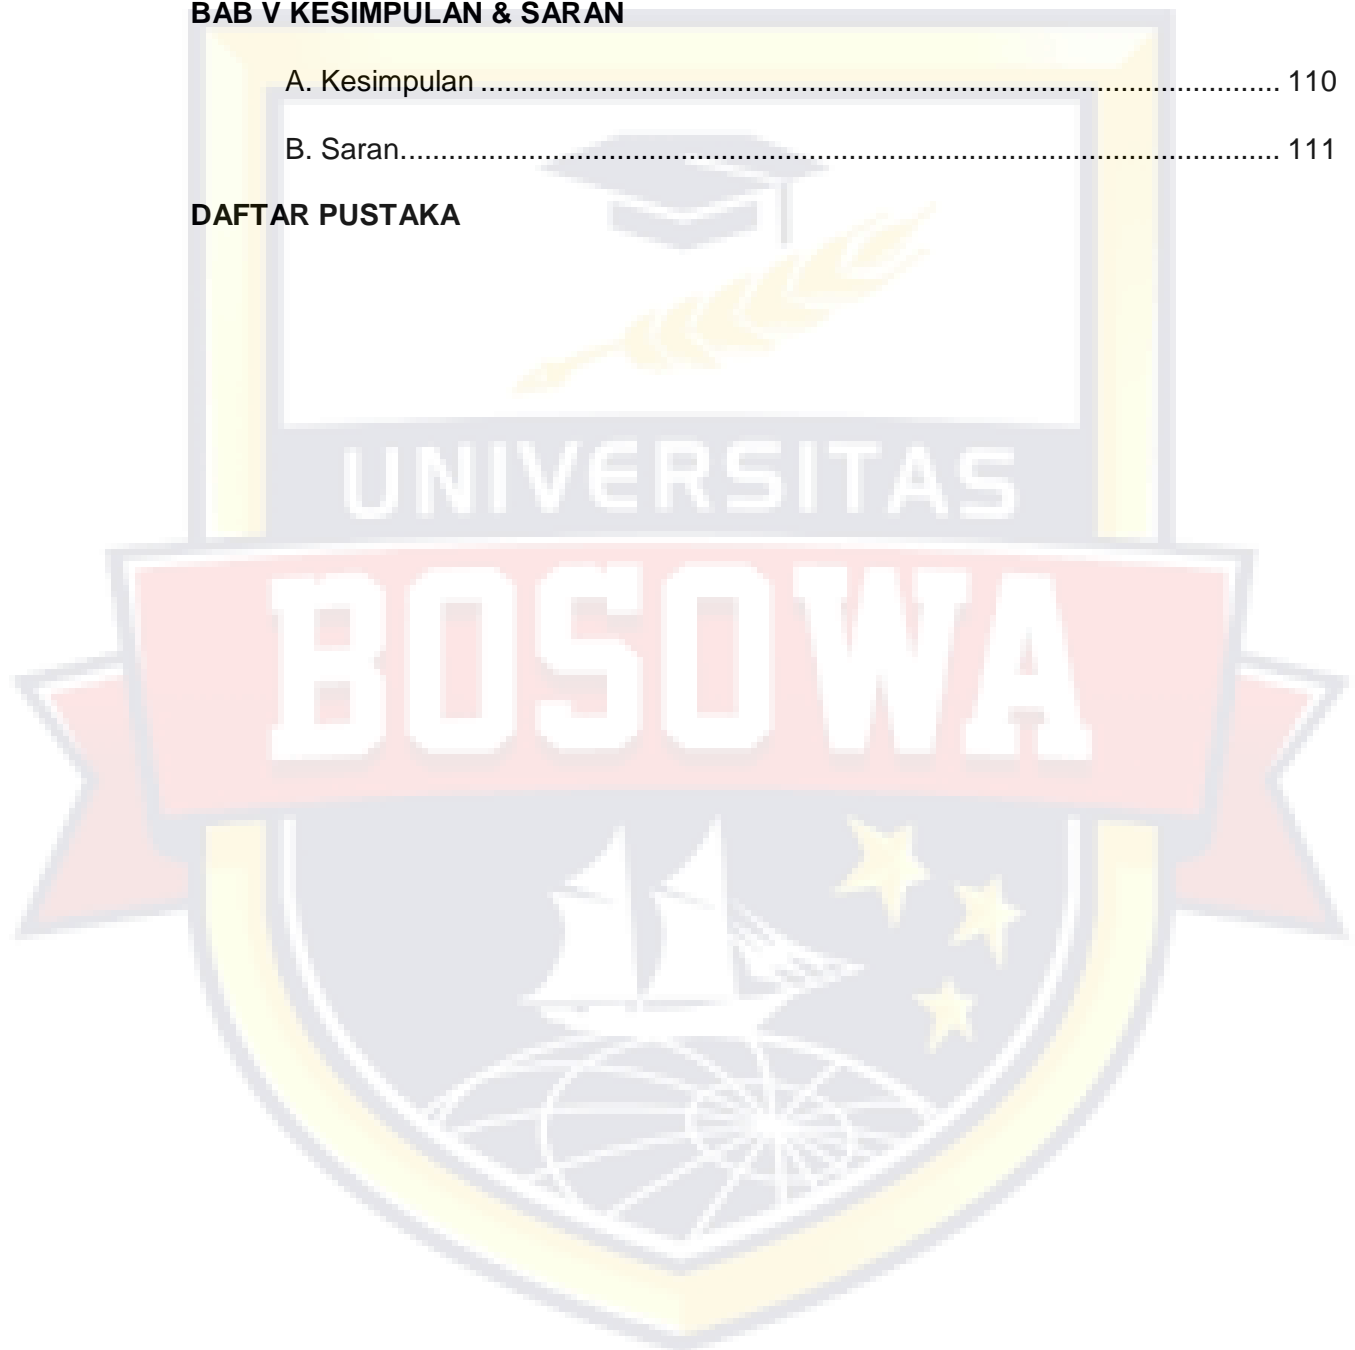 BAB V KESIMPULAN & SARAN
A. Kesimpulan .................................................................................................... 110
B. Saran.............................................................................................................. 111
DAFTAR PUSTAKA
UNIVERSITAS
BOSOWA